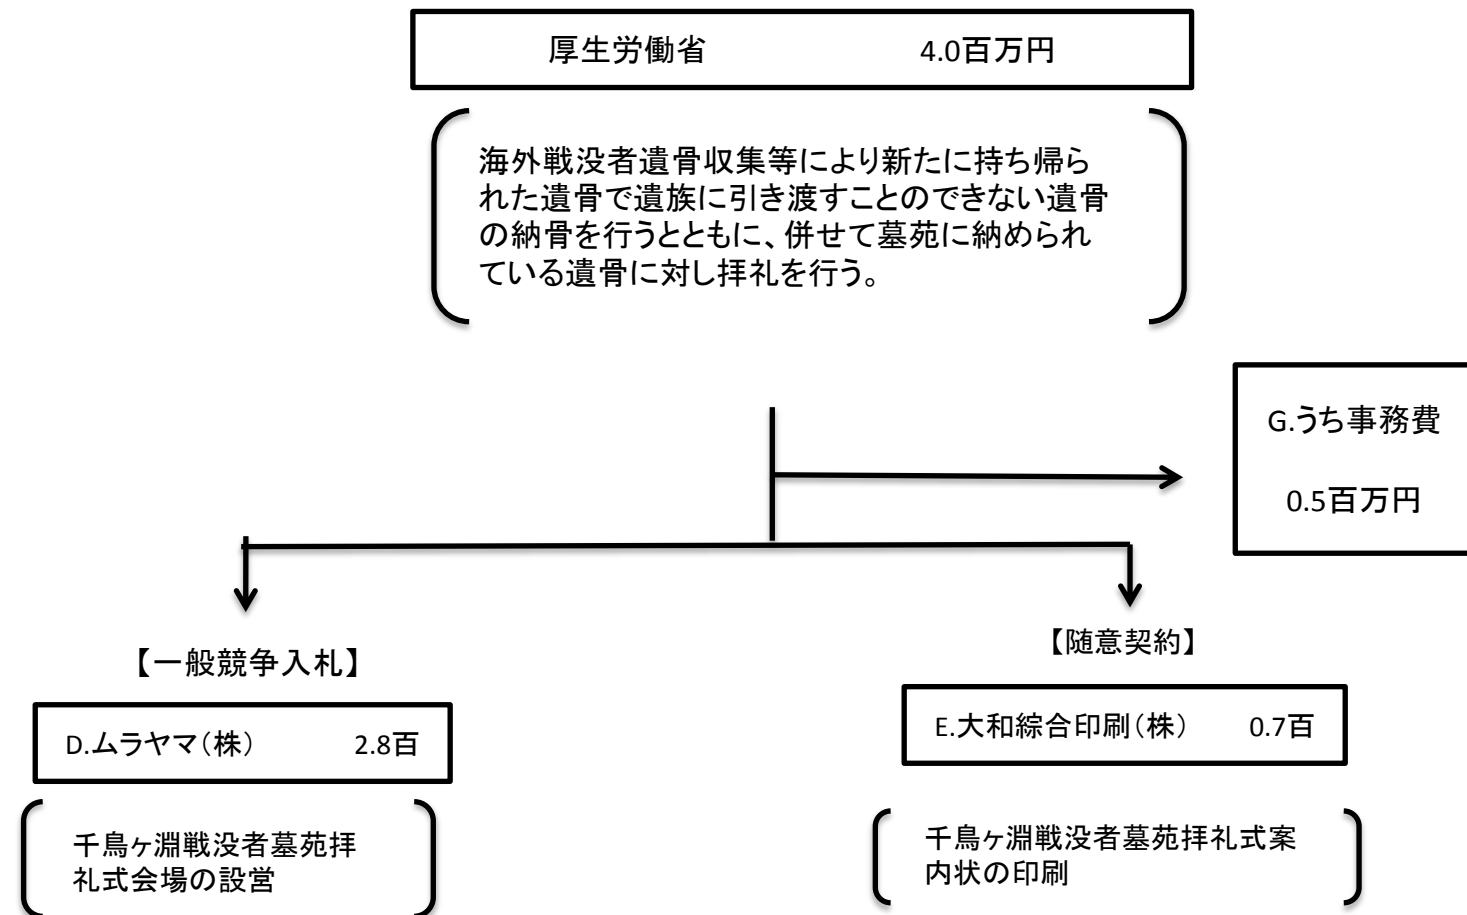 厚生労働省 4.0百万円
海外戦没者遺骨収集等により新たに持ち帰ら
れた遺骨で遺族に引き渡すことのできない遺骨
の納骨を行うとともに、併せて墓苑に納められ
ている遺骨に対し拝礼を行う。
G.うち事務費
0.5百万円
【一般競争入札】
D.ムラヤマ（株） 2.8百
千鳥ヶ淵戦没者墓苑拝
礼式会場の設営
【随意契約】
E.大和綜合印刷（株） 0.7百
千鳥ヶ淵戦没者墓苑拝礼式案
内状の印刷